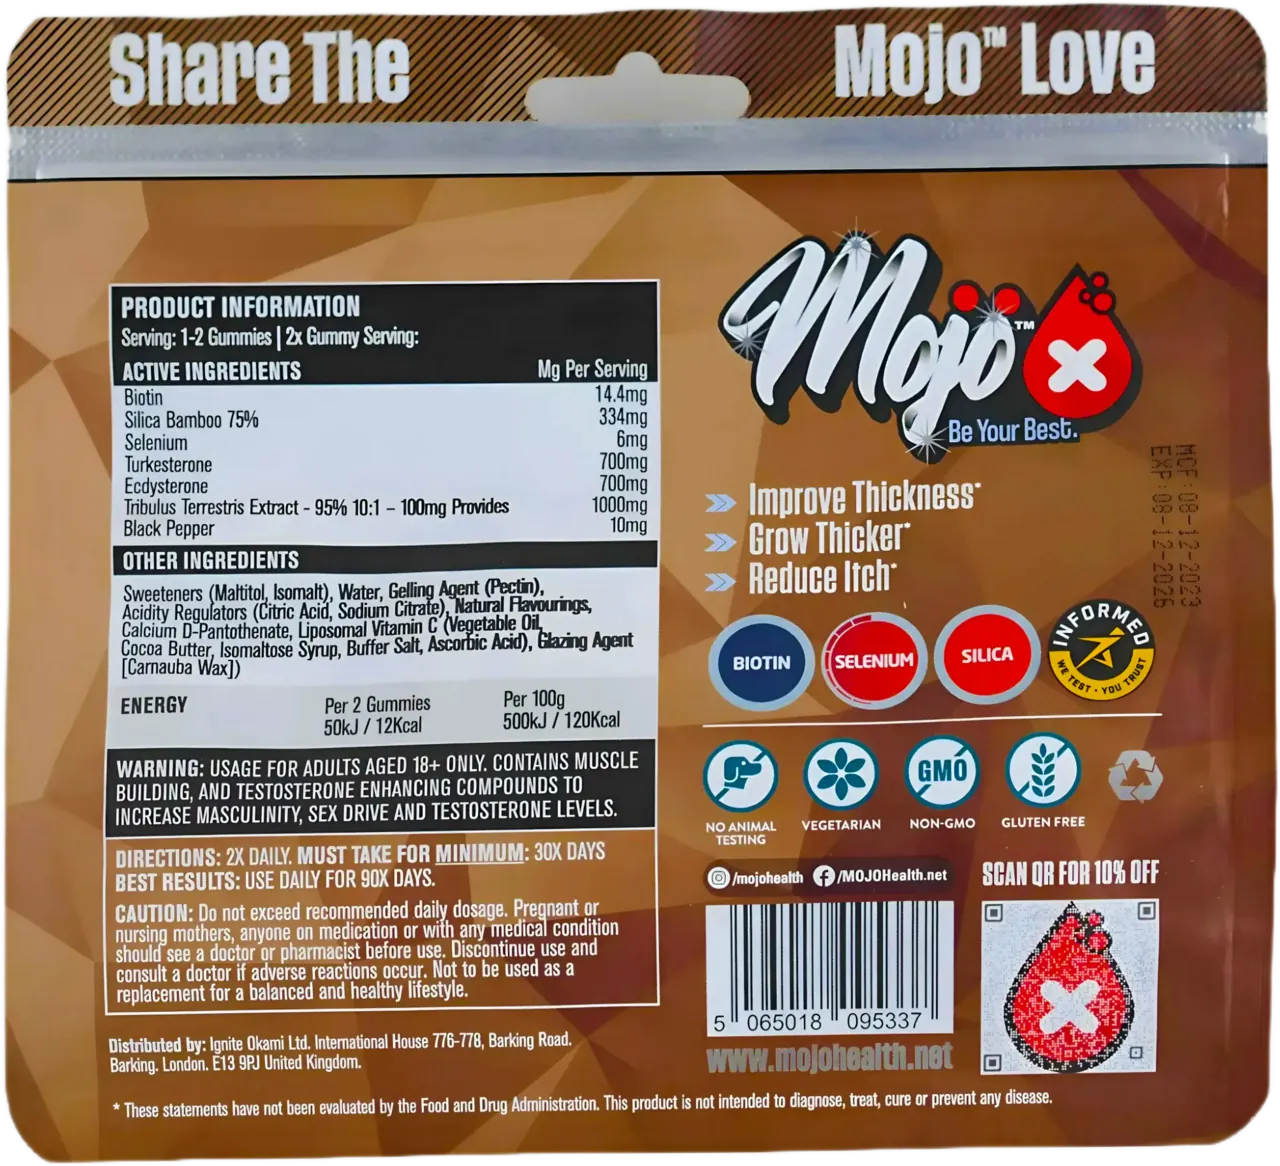 Share The
Mojo™ Love
PRODUCT INFORMATION
Serving: 1-2 Gummies | 2x Gummy Serving:
ACTIVE INGREDIENTS Mg Per Serving
Biotin 14.4mg
Silica Bamboo 75% 334mg
Selenium 6mg
Turkesterone 700mg
Ecdysterone 700mg
Tribulus Terrestris Extract - 95% 10:1 – 100mg Provides 1000mg
Black Pepper 10mg
OTHER INGREDIENTS
Sweeteners (Maltitol, Isomalt), Water, Gelling Agent (Pectin),
Acidity Regulators (Citric Acid, Sodium Citrate), Natural Flavourings,
Calcium D-Pantothenate, Liposomal Vitamin C (Vegetable Oil,
Cocoa Butter, Isomaltose Syrup, Buffer Salt, Ascorbic Acid), Glazing Agent
[Carnauba Wax])
ENERGY Per 2 Gummies Per 100g
50kJ / 12Kcal 500kJ / 120Kcal
WARNING: USAGE FOR ADULTS AGED 18+ ONLY. CONTAINS MUSCLE
BUILDING, AND TESTOSTERONE ENHANCING COMPOUNDS TO
INCREASE MASCULINITY, SEX DRIVE AND TESTOSTERONE LEVELS.
DIRECTIONS: 2X DAILY. MUST TAKE FOR MINIMUM: 30X DAYS
BEST RESULTS: USE DAILY FOR 90X DAYS.
CAUTION: Do not exceed recommended daily dosage. Pregnant or
nursing mothers, anyone on medication or with any medical condition
should see a doctor or pharmacist before use. Discontinue use and
consult a doctor if adverse reactions occur. Not to be used as a
replacement for a balanced and healthy lifestyle.
Distributed by: Ignite Okami Ltd. International House 776-778, Barking Road.
Barking. London. E13 9PJ United Kingdom.
Mojo™
Be Your Best.
MCF: 08-12-2023
EXP: 08-12-2026
Improve Thickness*
Grow Thicker*
Reduce Itch*
BIOTIN
SELENIUM
SILICA
INFORMED
WE TEST · YOU TRUST
NO ANIMAL
TESTING
VEGETARIAN
GMO
NON-GMO
GLUTEN FREE
/mojohealth
/MOJOHealth.net
SCAN QR FOR 10% OFF
5 065018 095337
www.mojohealth.net
* These statements have not been evaluated by the Food and Drug Administration. This product is not intended to diagnose, treat, cure or prevent any disease.